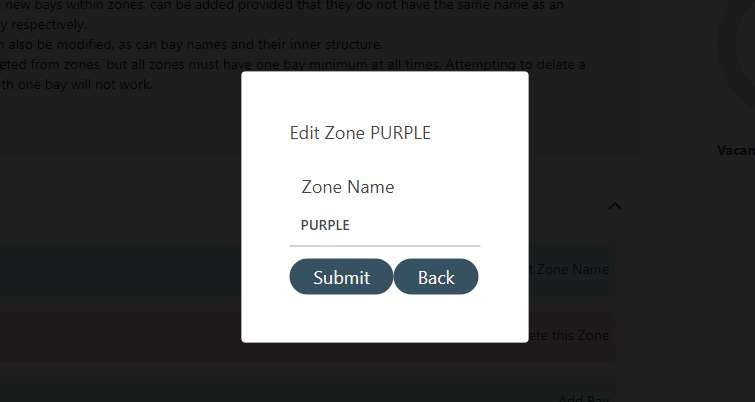 new bays within zones, can be added provided that they do not have the same name as an
y respectively.
n also be modified, as can bay names and their inner structure.
eted from zones, but all zones must have one bay minimum at all times. Attempting to delete a
th one bay will not work.
Vacan
Edit Zone PURPLE
Zone Name
PURPLE
Submit Back
t Zone Name
ete this Zone
Add Bay